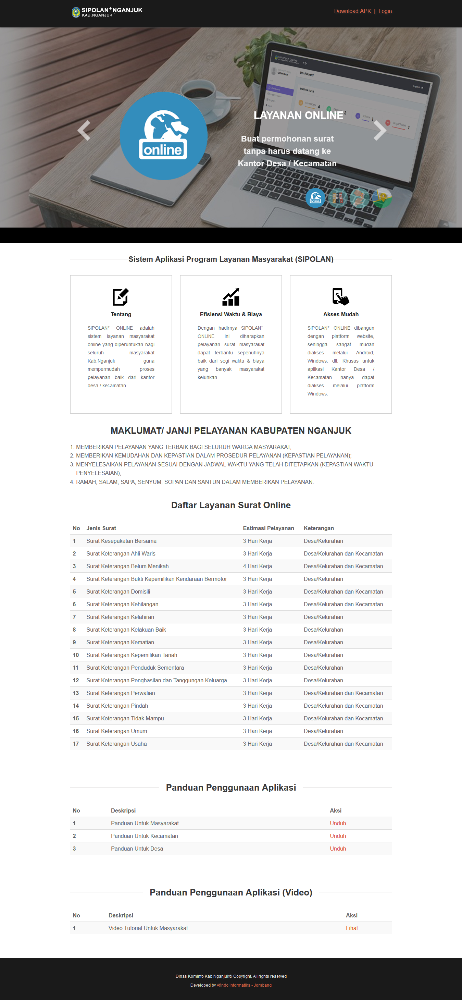 SIPOLAN+NGANJUK
KAB.NGANJUK
Download APK | Login
SAPRODES ONLINE
GUNAWAN
Dashboard
Logout
Dashboard
Statistik Surat
Menunggu 4
2
1
Gagal Total 1
LAYANAN ONLINE
Buat permohonan surat
tanpa harus datang ke
Kantor Desa / Kecamatan
online
online
Sistem Aplikasi Program Layanan Masyarakat (SIPOLAN)
Tentang
SIPOLAN+ ONLINE adalah
sistem layanan masyarakat
online yang diperuntukan bagi
seluruh masyarakat
Kab.Nganjuk guna
mempermudah proses
pelayanan baik dari kantor
desa / kecamatan.
Efisiensi Waktu & Biaya
Dengan hadirnya SIPOLAN+
ONLINE ini diharapkan
pelayanan surat masyarakat
dapat terbantu sepenuhnya
baik dari segi waktu & biaya
yang banyak masyarakat
keluhkan.
Akses Mudah
SIPOLAN+ ONLINE dibangun
dengan platform website,
sehingga sangat mudah
diakses melalui Android,
Windows, dll. Khusus untuk
aplikasi Kantor Desa /
Kecamatan hanya dapat
diakses melalui platform
Windows.
MAKLUMAT/ JANJI PELAYANAN KABUPATEN NGANJUK
1. MEMBERIKAN PELAYANAN YANG TERBAIK BAGI SELURUH WARGA MASYARAKAT;
2. MEMBERIKAN KEMUDAHAN DAN KEPASTIAN DALAM PROSEDUR PELAYANAN (KEPASTIAN PELAYANAN);
3. MENYELESAIKAN PELAYANAN SESUAI DENGAN JADWAL WAKTU YANG TELAH DITETAPKAN (KEPASTIAN WAKTU
PENYELESAIAN);
4. RAMAH, SALAM, SAPA, SENYUM, SOPAN DAN SANTUN DALAM MEMBERIKAN PELAYANAN.
Daftar Layanan Surat Online
No Jenis Surat Estimasi Pelayanan Keterangan
1 Surat Kesepakatan Bersama 3 Hari Kerja Desa/Kelurahan
2 Surat Keterangan Ahli Waris 3 Hari Kerja Desa/Kelurahan dan Kecamatan
3 Surat Keterangan Belum Menikah 4 Hari Kerja Desa/Kelurahan dan Kecamatan
4 Surat Keterangan Bukti Kepemilikan Kendaraan Bermotor 3 Hari Kerja Desa/Kelurahan
5 Surat Keterangan Domisili 3 Hari Kerja Desa/Kelurahan dan Kecamatan
6 Surat Keterangan Kehilangan 3 Hari Kerja Desa/Kelurahan dan Kecamatan
7 Surat Keterangan Kelahiran 3 Hari Kerja Desa/Kelurahan
8 Surat Keterangan Kelakuan Baik 3 Hari Kerja Desa/Kelurahan
9 Surat Keterangan Kematian 3 Hari Kerja Desa/Kelurahan
10 Surat Keterangan Kepemilikan Tanah 3 Hari Kerja Desa/Kelurahan
11 Surat Keterangan Penduduk Sementara 3 Hari Kerja Desa/Kelurahan
12 Surat Keterangan Penghasilan dan Tanggungan Keluarga 3 Hari Kerja Desa/Kelurahan
13 Surat Keterangan Perwalian 3 Hari Kerja Desa/Kelurahan dan Kecamatan
14 Surat Keterangan Pindah 3 Hari Kerja Desa/Kelurahan dan Kecamatan
15 Surat Keterangan Tidak Mampu 3 Hari Kerja Desa/Kelurahan dan Kecamatan
16 Surat Keterangan Umum 3 Hari Kerja Desa/Kelurahan
17 Surat Keterangan Usaha 3 Hari Kerja Desa/Kelurahan dan Kecamatan
Panduan Penggunaan Aplikasi
No Deskripsi Aksi
1 Panduan Untuk Masyarakat Unduh
2 Panduan Untuk Kecamatan Unduh
3 Panduan Untuk Desa Unduh
Panduan Penggunaan Aplikasi (Video)
No Deskripsi Aksi
1 Video Tutorial Untuk Masyarakat Lihat
Dinas Kominfo Kab Nganjuk© Copyright. All rights reserved
Developed by Afindo Informatika - Jombang